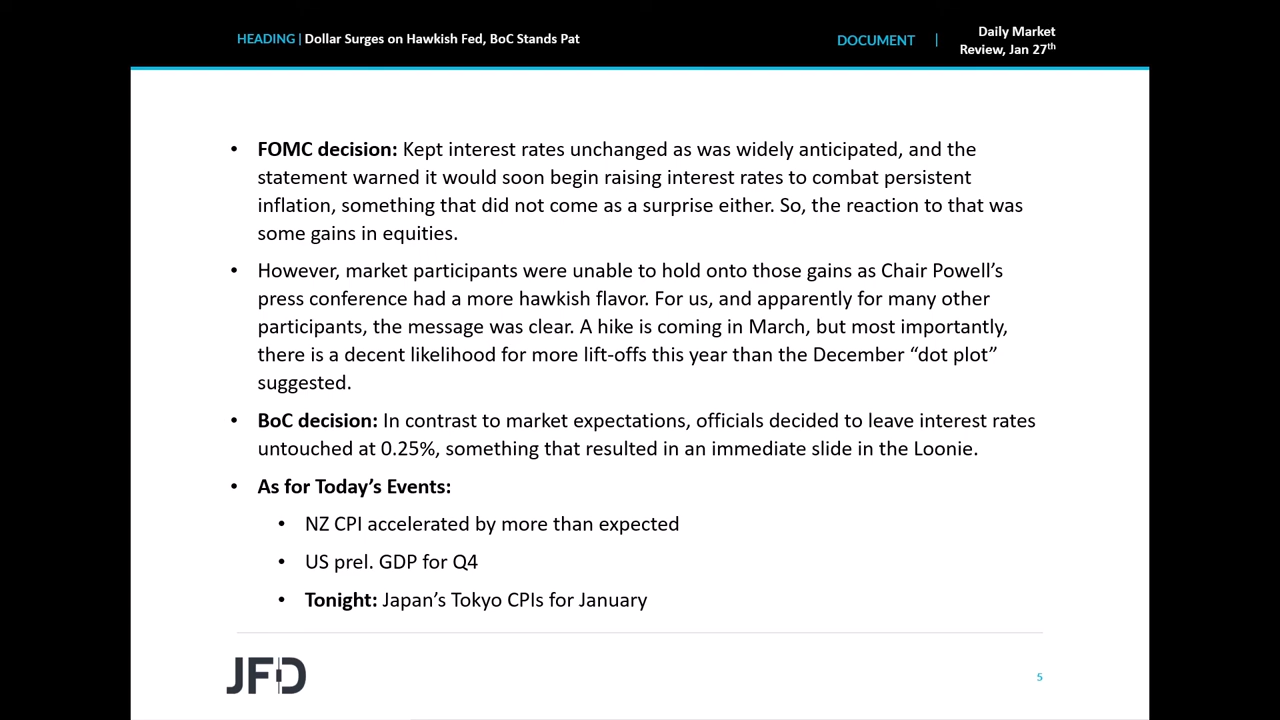 HEADING | Dollar Surges on Hawkish Fed, BoC Stands Pat
DOCUMENT |
Daily Market
Review, Jan 27th
• FOMC decision: Kept interest rates unchanged as was widely anticipated, and the
statement warned it would soon begin raising interest rates to combat persistent
inflation, something that did not come as a surprise either. So, the reaction to that was
some gains in equities.
• However, market participants were unable to hold onto those gains as Chair Powell’s
press conference had a more hawkish flavor. For us, and apparently for many other
participants, the message was clear. A hike is coming in March, but most importantly,
there is a decent likelihood for more lift-offs this year than the December “dot plot”
suggested.
• BoC decision: In contrast to market expectations, officials decided to leave interest rates
untouched at 0.25%, something that resulted in an immediate slide in the Loonie.
• As for Today’s Events:
• NZ CPI accelerated by more than expected
• US prel. GDP for Q4
• Tonight: Japan’s Tokyo CPIs for January
JFD
5